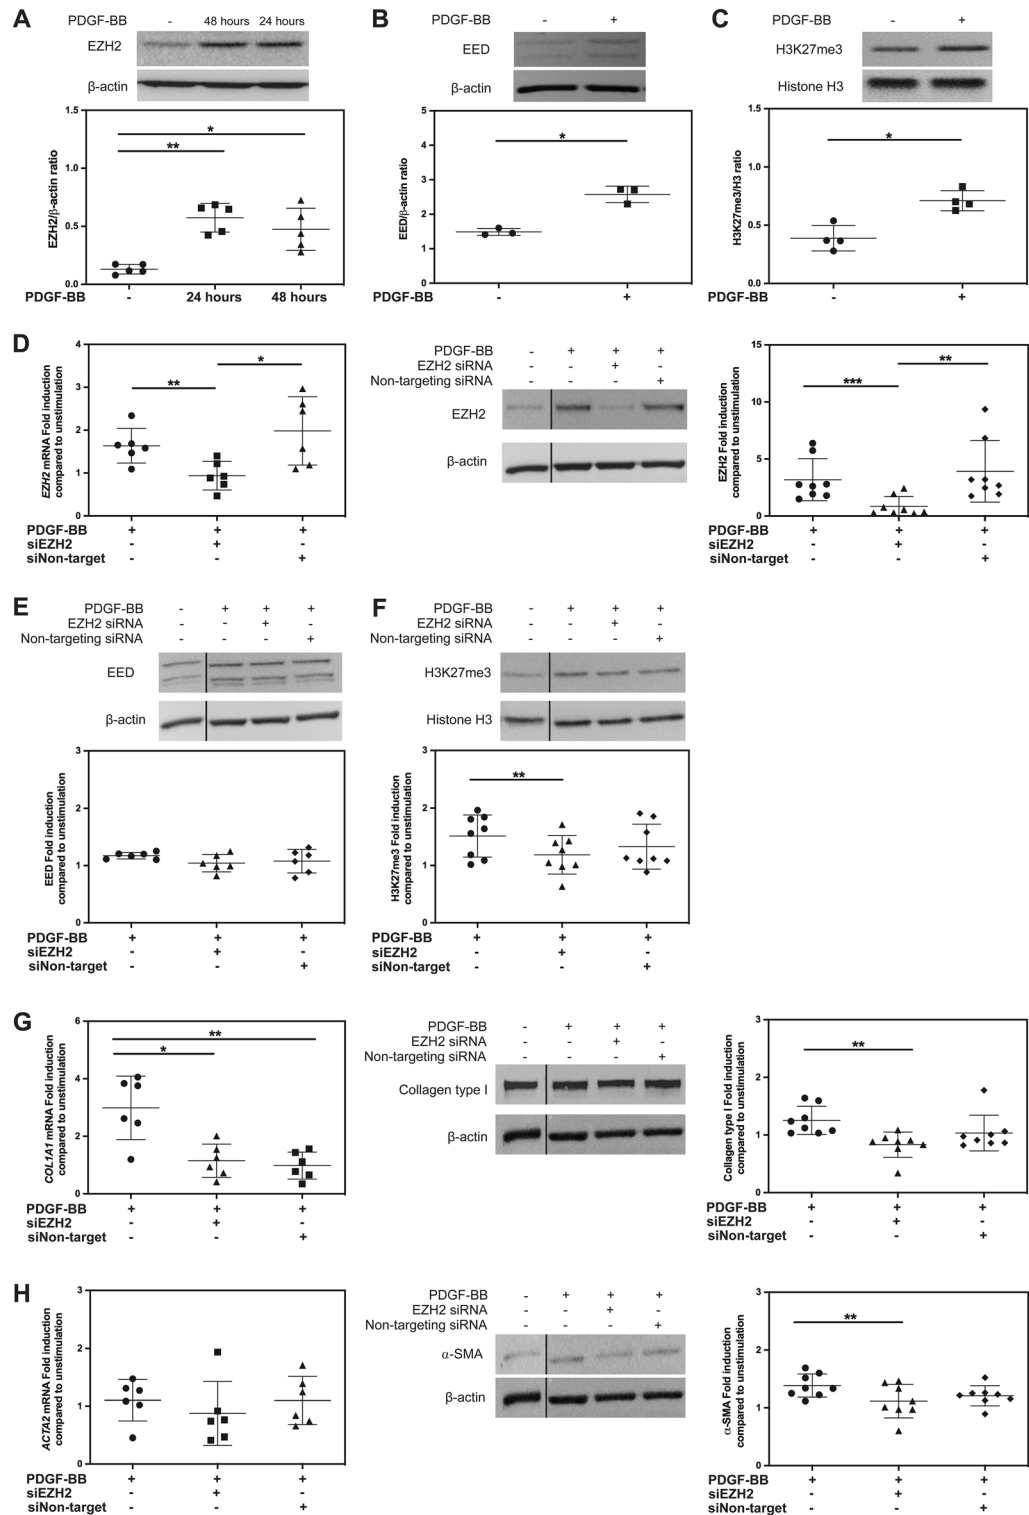 A
PDGF-BB - 48 hours 24 hours
EZH2
β-actin
EZH2/β-actin ratio
1.5
1.0
0.5
0.0
*
**
PDGF-BB - 24 hours 48 hours
B
PDGF-BB - +
EED
β-actin
EED/β-actin ratio
5
4
3
2
1
0
*
PDGF-BB - +
C
PDGF-BB - +
H3K27me3
Histone H3
H3K27me3/H3 ratio
1.5
1.0
0.5
0.0
*
PDGF-BB - +
D
EZH2 mRNA Fold induction
compared to unstimulated
4
3
2
1
0
** *
PDGF-BB + + +
siEZH2 - + -
siNon-target - - +
PDGF-BB - + + +
EZH2 siRNA - - + -
Non-targeting siRNA - - - +
EZH2
β-actin
EZH2 Fold induction
compared to unstimulated
15
10
5
0
*** **
PDGF-BB + + +
siEZH2 - + -
siNon-target - - +
E
PDGF-BB - + + +
EZH2 siRNA - - + -
Non-targeting siRNA - - - +
EED
β-actin
EED Fold induction
compared to unstimulation
3
2
1
0
PDGF-BB + + +
siEZH2 - + -
siNon-target - - +
F
PDGF-BB - + + +
EZH2 siRNA - - + -
Non-targeting siRNA - - - +
H3K27me3
Histone H3
H3K27me3 Fold induction
compared to unstimulation
3
2
1
0
**
PDGF-BB + + +
siEZH2 - + -
siNon-target - - +
G
COL1A1 mRNA Fold induction
compared to unstimulation
6
4
2
0
**
*
PDGF-BB + + +
siEZH2 - + -
siNon-target - - +
PDGF-BB - + + +
EZH2 siRNA - - + -
Non-targeting siRNA - - - +
Collagen type I
β-actin
Collagen type I Fold induction
compared to unstimulation
3
2
1
0
**
PDGF-BB + + +
siEZH2 - + -
siNon-target - - +
H
ACTA2 mRNA Fold induction
compared to unstimulation
3
2
1
0
PDGF-BB + + +
siEZH2 - + -
siNon-target - - +
PDGF-BB - + + +
EZH2 siRNA - - + -
Non-targeting siRNA - - - +
α-SMA
β-actin
α-SMA Fold induction
compared to unstimulation
3
2
1
0
**
PDGF-BB + + +
siEZH2 - + -
siNon-target - - +